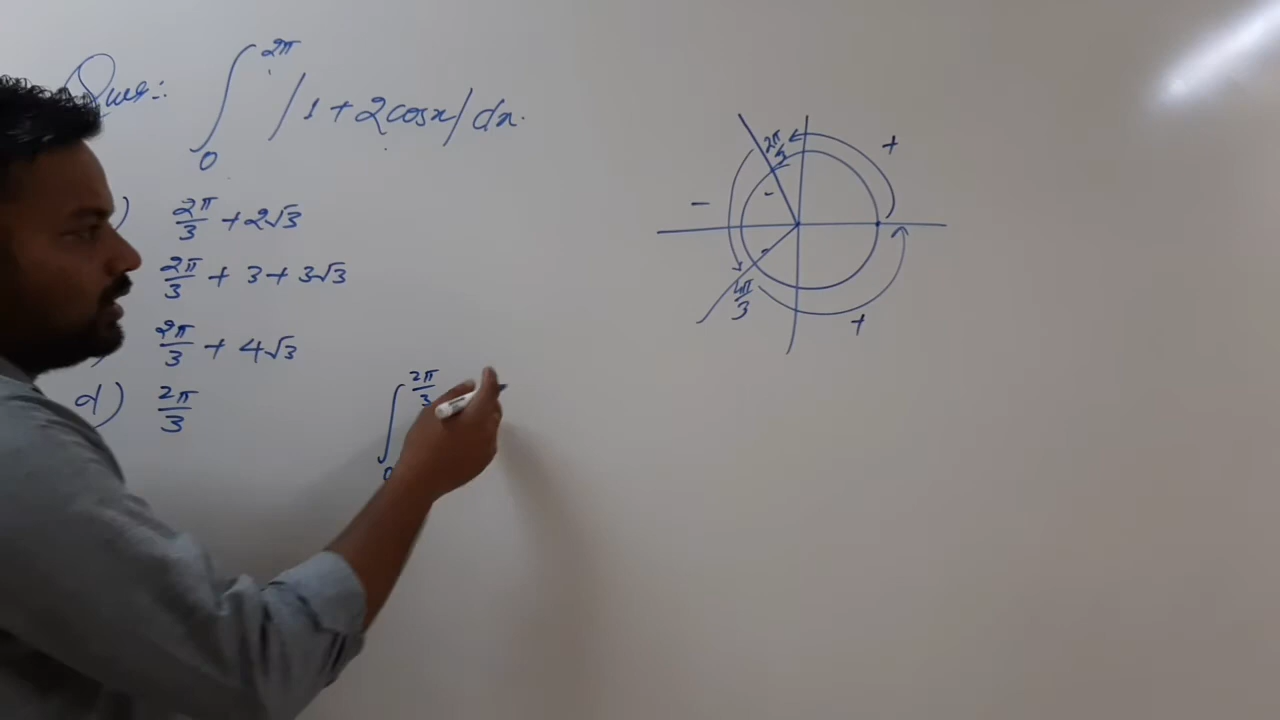 Ques:- ∫₀^{2π} |1+2cosx| dx.
) 2π/3 + 2√3
2π/3 + 3 + 3√3
) 2π/3 + 4√3
d) 2π/3
∫₀^{2π/3}
2π/3 +
-
-
-
4π/3
+